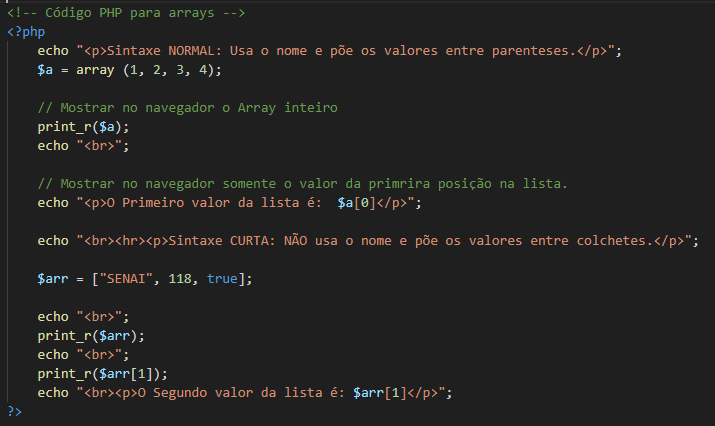 <!-- Código PHP para arrays -->
<?php
    echo "<p>Sintaxe NORMAL: Usa o nome e põe os valores entre parenteses.</p>";
    $a = array (1, 2, 3, 4);

    // Mostrar no navegador o Array inteiro
    print_r($a);
    echo "<br>";

    // Mostrar no navegador somente o valor da primrira posição na lista.
    echo "<p>O Primeiro valor da lista é:  $a[0]</p>";

    echo "<br><hr><p>Sintaxe CURTA: NÃO usa o nome e põe os valores entre colchetes.</p>";

    $arr = ["SENAI", 118, true];

    echo "<br>";
    print_r($arr);
    echo "<br>";
    print_r($arr[1]);
    echo "<br><p>O Segundo valor da lista é: $arr[1]</p>";
?>